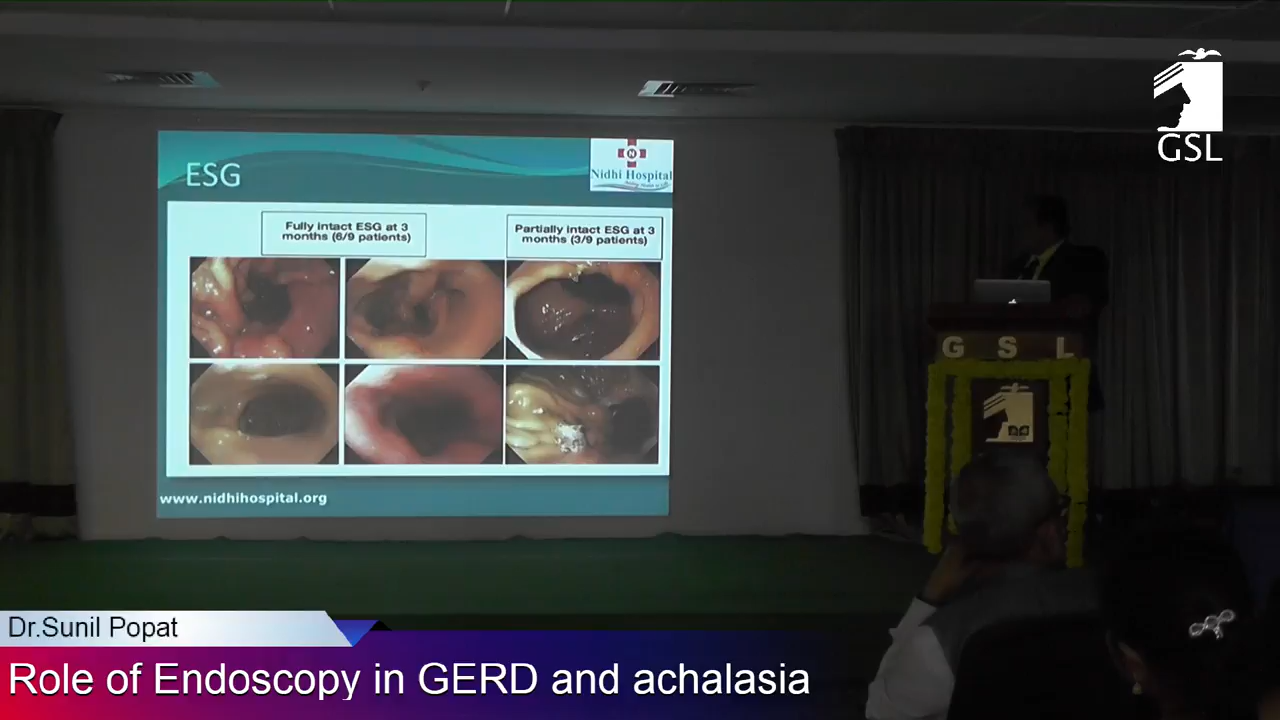 GSL
ESG
Nidhi Hospital
Fully intact ESG at 3
months (6/9 patients)
Partially intact ESG at 3
months (3/9 patients)
www.nidhihospital.org
G S L
Dr.Sunil Popat
Role of Endoscopy in GERD and achalasia